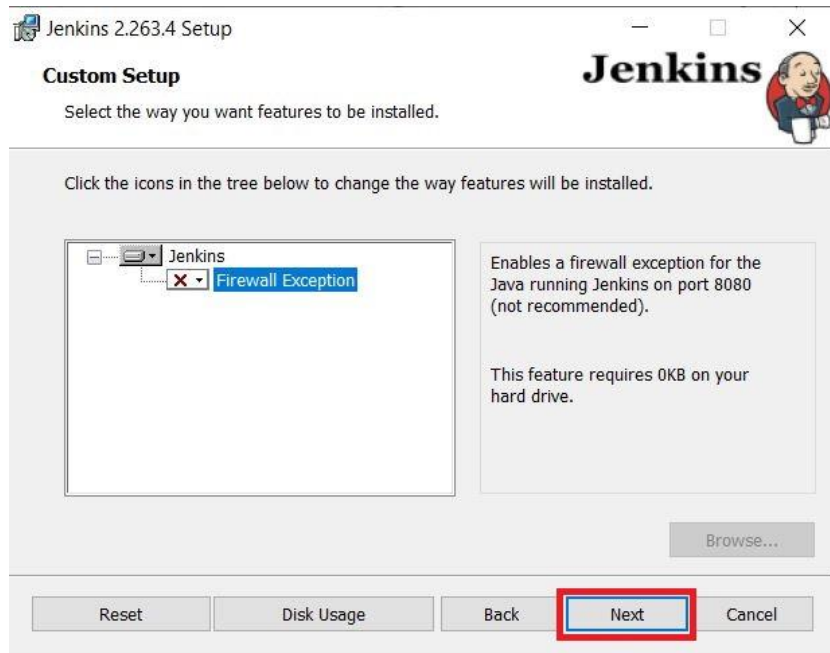 Jenkins 2.263.4 Setup
Custom Setup
Jenkins
Select the way you want features to be installed.
Click the icons in the tree below to change the way features will be installed.
Jenkins
Firewall Exception
Enables a firewall exception for the
Java running Jenkins on port 8080
(not recommended).
This feature requires 0KB on your
hard drive.
Browse...
Reset Disk Usage Back Next Cancel